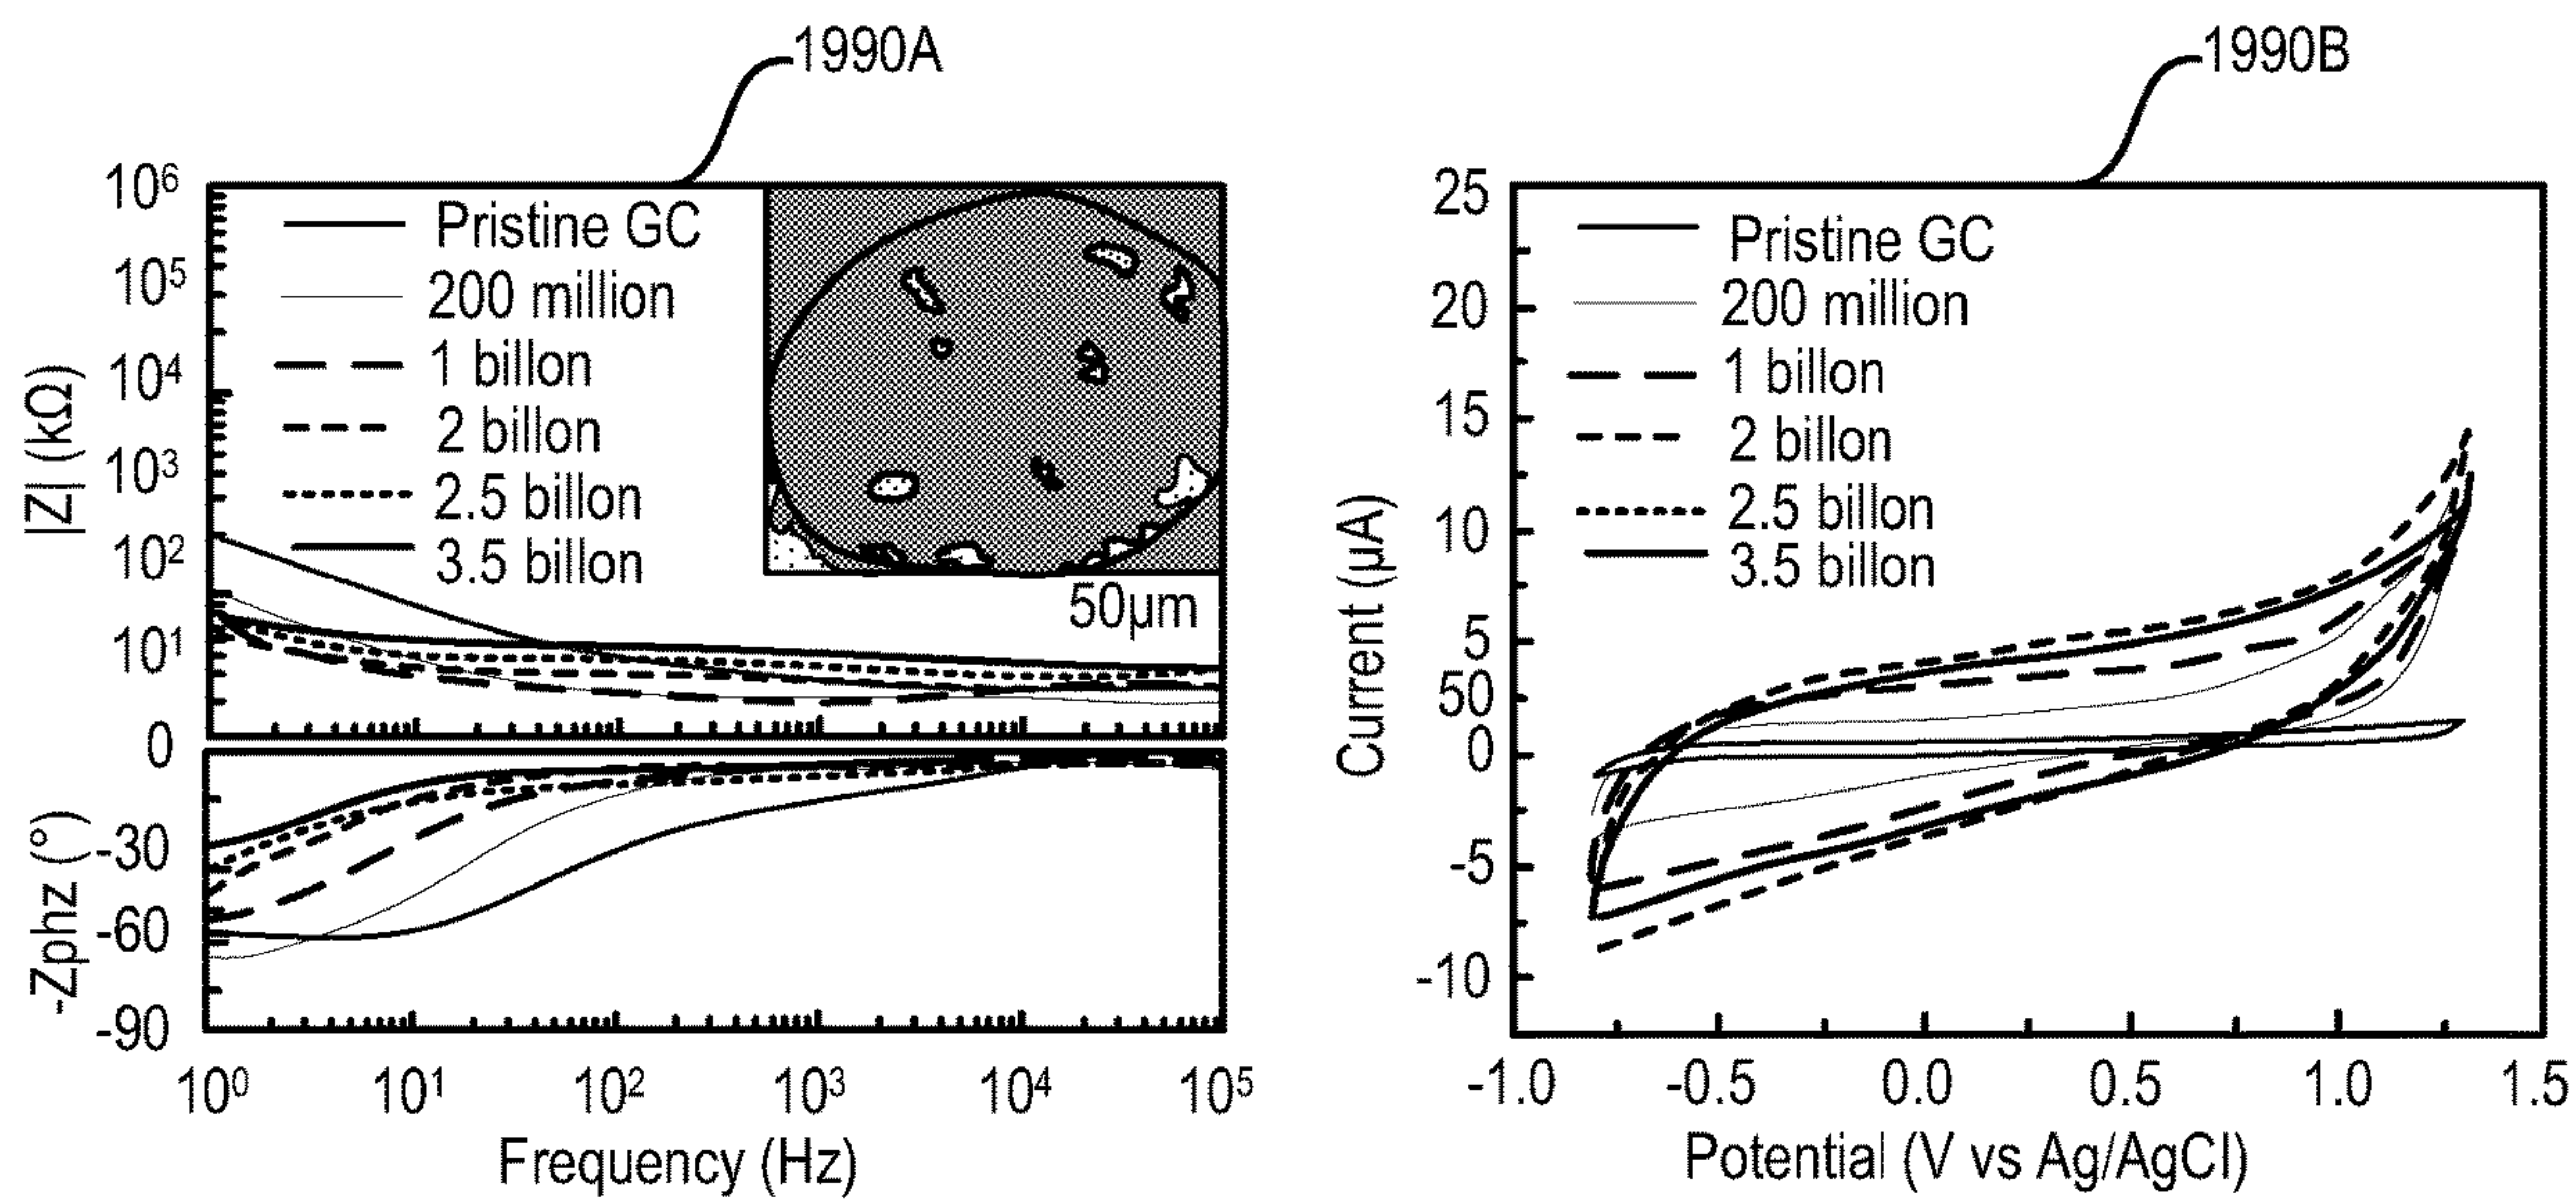 1990A
1990B
|Z| (kΩ)
10⁶
10⁵
10⁴
10³
10²
10¹
0
Pristine GC
200 million
1 billon
2 billon
2.5 billon
3.5 billon
50µm
-Zphz (°)
-30
-60
-90
10⁰ 10¹ 10² 10³ 10⁴ 10⁵
Frequency (Hz)
Current (µA)
25
20
15
10
5
50
0
-5
-10
Pristine GC
200 million
1 billon
2 billon
2.5 billon
3.5 billon
-1.0 -0.5 0.0 0.5 1.0 1.5
Potential (V vs Ag/AgCl)